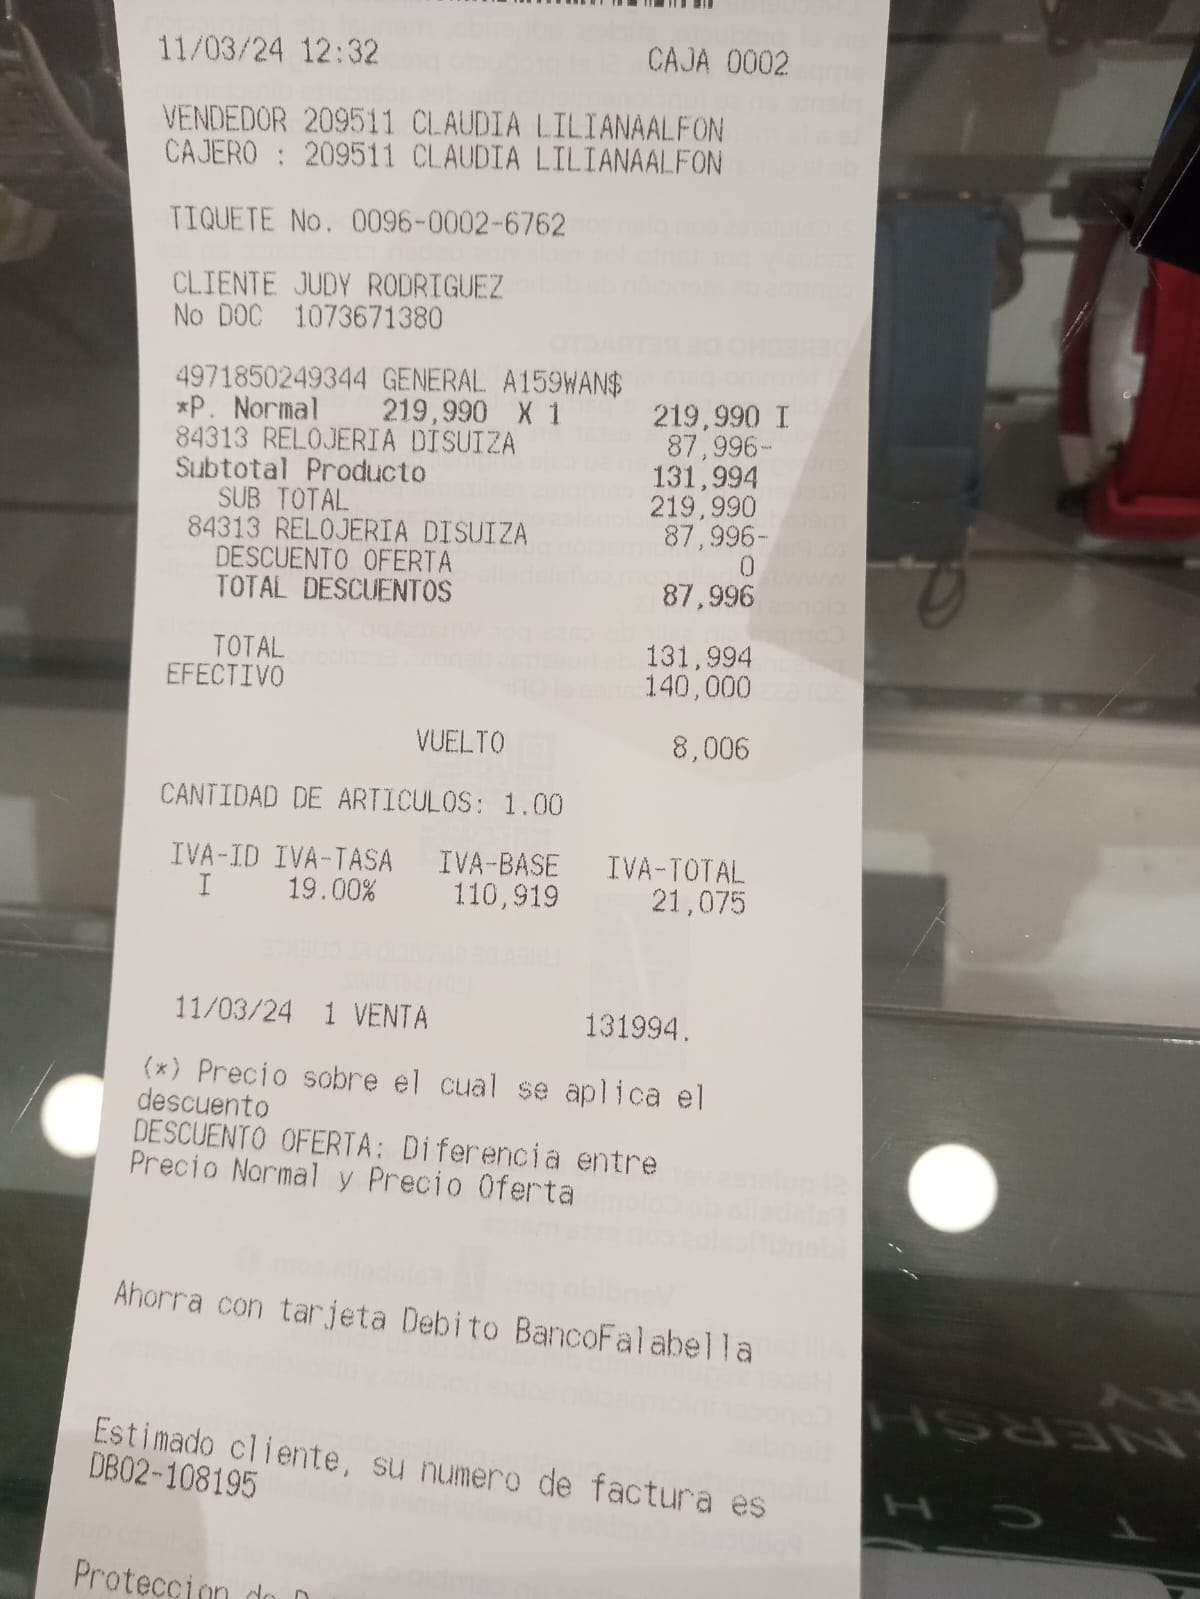 11/03/24 12:32 CAJA 0002
VENDEDOR 209511 CLAUDIA LILIANAALFON
CAJERO : 209511 CLAUDIA LILIANAALFON
TIQUETE No. 0096-0002-6762
CLIENTE JUDY RODRIGUEZ
No DOC 1073671380
4971850249344 GENERAL A159WAN$
*P. Normal 219,990 X 1 219,990 I
84313 RELOJERIA DISUIZA 87,996-
Subtotal Producto 131,994
SUB TOTAL 219,990
84313 RELOJERIA DISUIZA 87,996-
DESCUENTO OFERTA 0
TOTAL DESCUENTOS 87,996
TOTAL 131,994
EFECTIVO 140,000
VUELTO 8,006
CANTIDAD DE ARTICULOS: 1.00
IVA-ID IVA-TASA IVA-BASE IVA-TOTAL
I 19.00% 110,919 21,075
11/03/24 1 VENTA 131994.
(*) Precio sobre el cual se aplica el
descuento
DESCUENTO OFERTA: Diferencia entre
Precio Normal y Precio Oferta
Ahorra con tarjeta Debito BancoFalabella
Estimado cliente, su numero de factura es
DB02-108195
Proteccion de